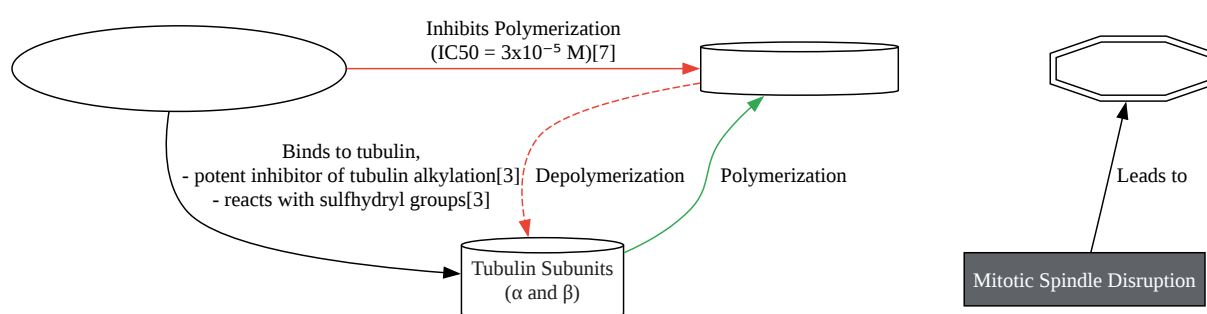 Inhibits Polymerization
(IC50 = 3x10⁻⁵ M)[7]
Binds to tubulin,
- potent inhibitor of tubulin alkylation[3]
- reacts with sulfhydryl groups[3]
Depolymerization
Polymerization
Leads to
Tubulin Subunits
(α and β)
Mitotic Spindle Disruption